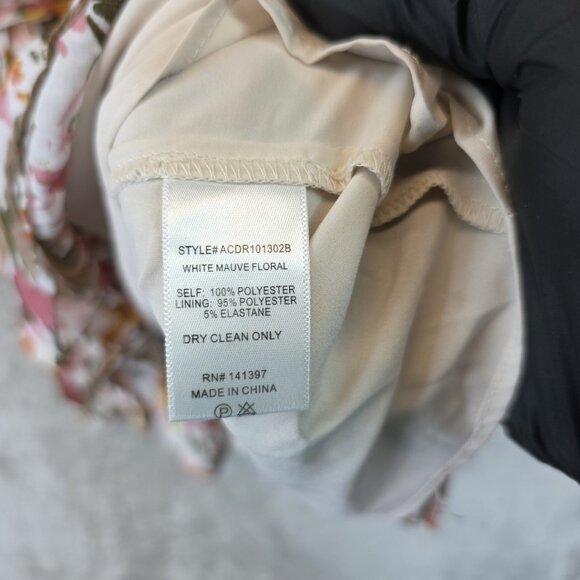 STYLE# ACDR101302B
WHITE MAUVE FLORAL
SELF: 100% POLYESTER
LINING: 95% POLYESTER
5% ELASTANE
DRY CLEAN ONLY
RN# 141397
MADE IN CHINA
P